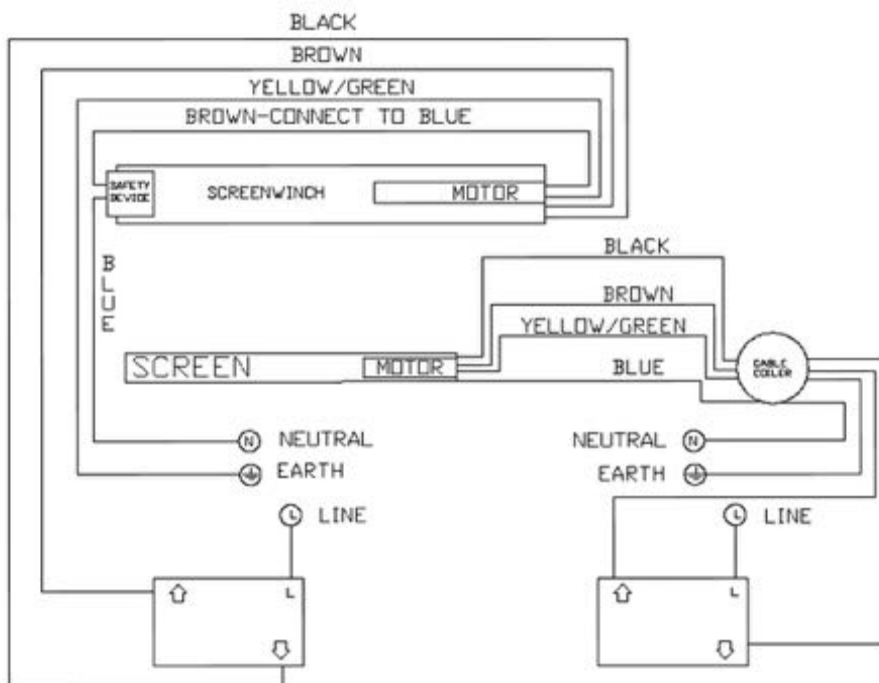 BLACK
BROWN
YELLOW/GREEN
BROWN-CONNECT TO BLUE
SAFETY
DEVICE
SCREENWINCH
MOTOR
BLUE
BLACK
BROWN
YELLOW/GREEN
SCREEN
MOTOR
BLUE
CABLE
COILER
N NEUTRAL
NEUTRAL N
EARTH
EARTH
L LINE
L LINE
L
L